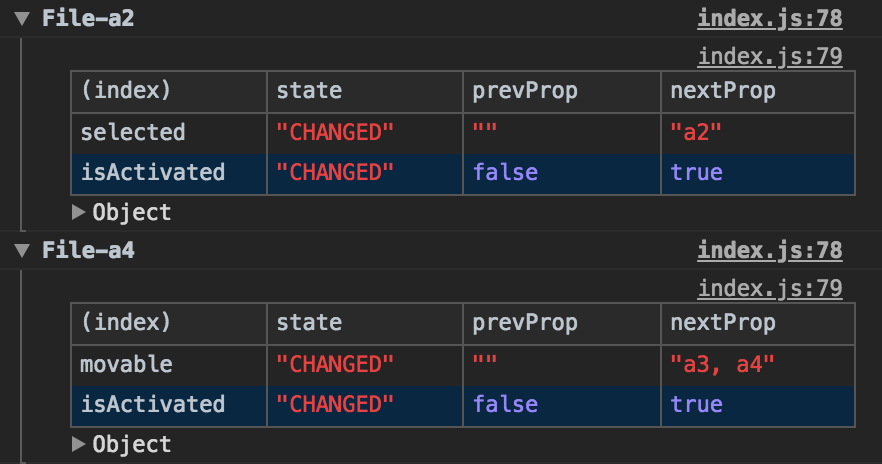 ▼ File-a2 index.js:78
index.js:79
(index) state prevProp nextProp
selected "CHANGED" "" "a2"
isActivated "CHANGED" false true
▶ Object
▼ File-a4 index.js:78
index.js:79
(index) state prevProp nextProp
movable "CHANGED" "" "a3, a4"
isActivated "CHANGED" false true
▶ Object